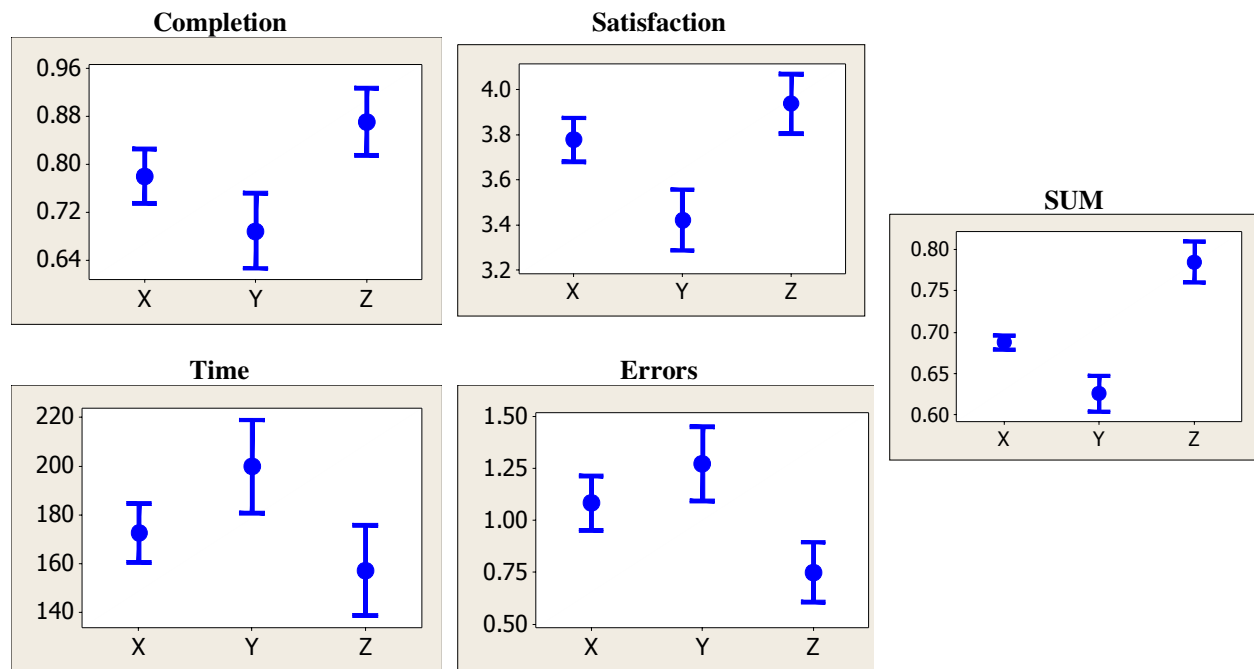 Completion
0.96
0.88
0.80
0.72
0.64
X Y Z
Satisfaction
4.0
3.8
3.6
3.4
3.2
X Y Z
SUM
0.80
0.75
0.70
0.65
0.60
X Y Z
Time
220
200
180
160
140
X Y Z
Errors
1.50
1.25
1.00
0.75
0.50
X Y Z